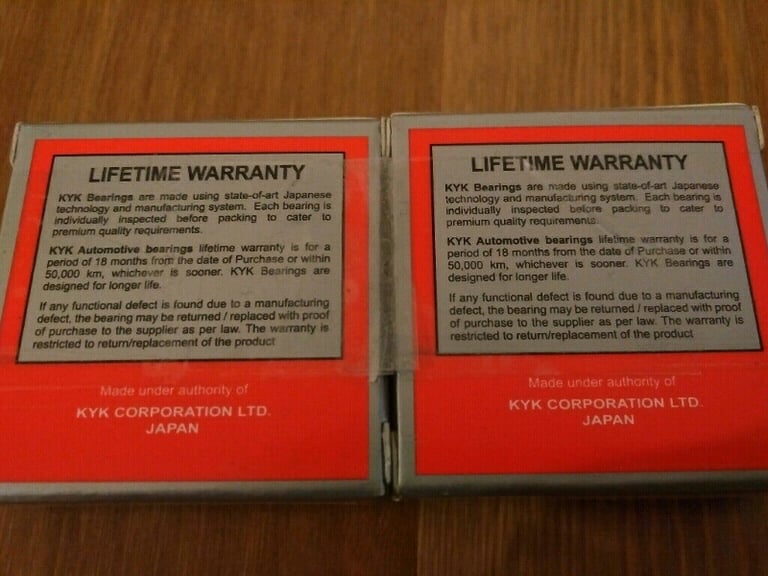 LIFETIME WARRANTY
KYK Bearings are made using state-of-art Japanese
technology and manufacturing system. Each bearing is
individually inspected before packing to cater to
premium quality requirements.
KYK Automotive bearings lifetime warranty is for a
period of 18 months from the date of Purchase or within
50,000 km, whichever is sooner. KYK Bearings are
designed for longer life.
If any functional defect is found due to a manufacturing
defect, the bearing may be returned / replaced with proof
of purchase to the supplier as per law. The warranty is
restricted to return/replacement of the product
Made under authority of
KYK CORPORATION LTD.
JAPAN
LIFETIME WARRANTY
KYK Bearings are made using state-of-art Japanese
technology and manufacturing system. Each bearing is
individually inspected before packing to cater to
premium quality requirements.
KYK Automotive bearings lifetime warranty is for a
period of 18 months from the date of Purchase or within
50,000 km, whichever is sooner. KYK Bearings are
designed for longer life.
If any functional defect is found due to a manufacturing
defect, the bearing may be returned / replaced with proof
of purchase to the supplier as per law. The warranty is
restricted to return/replacement of the product
Made under authority of
KYK CORPORATION LTD.
JAPAN